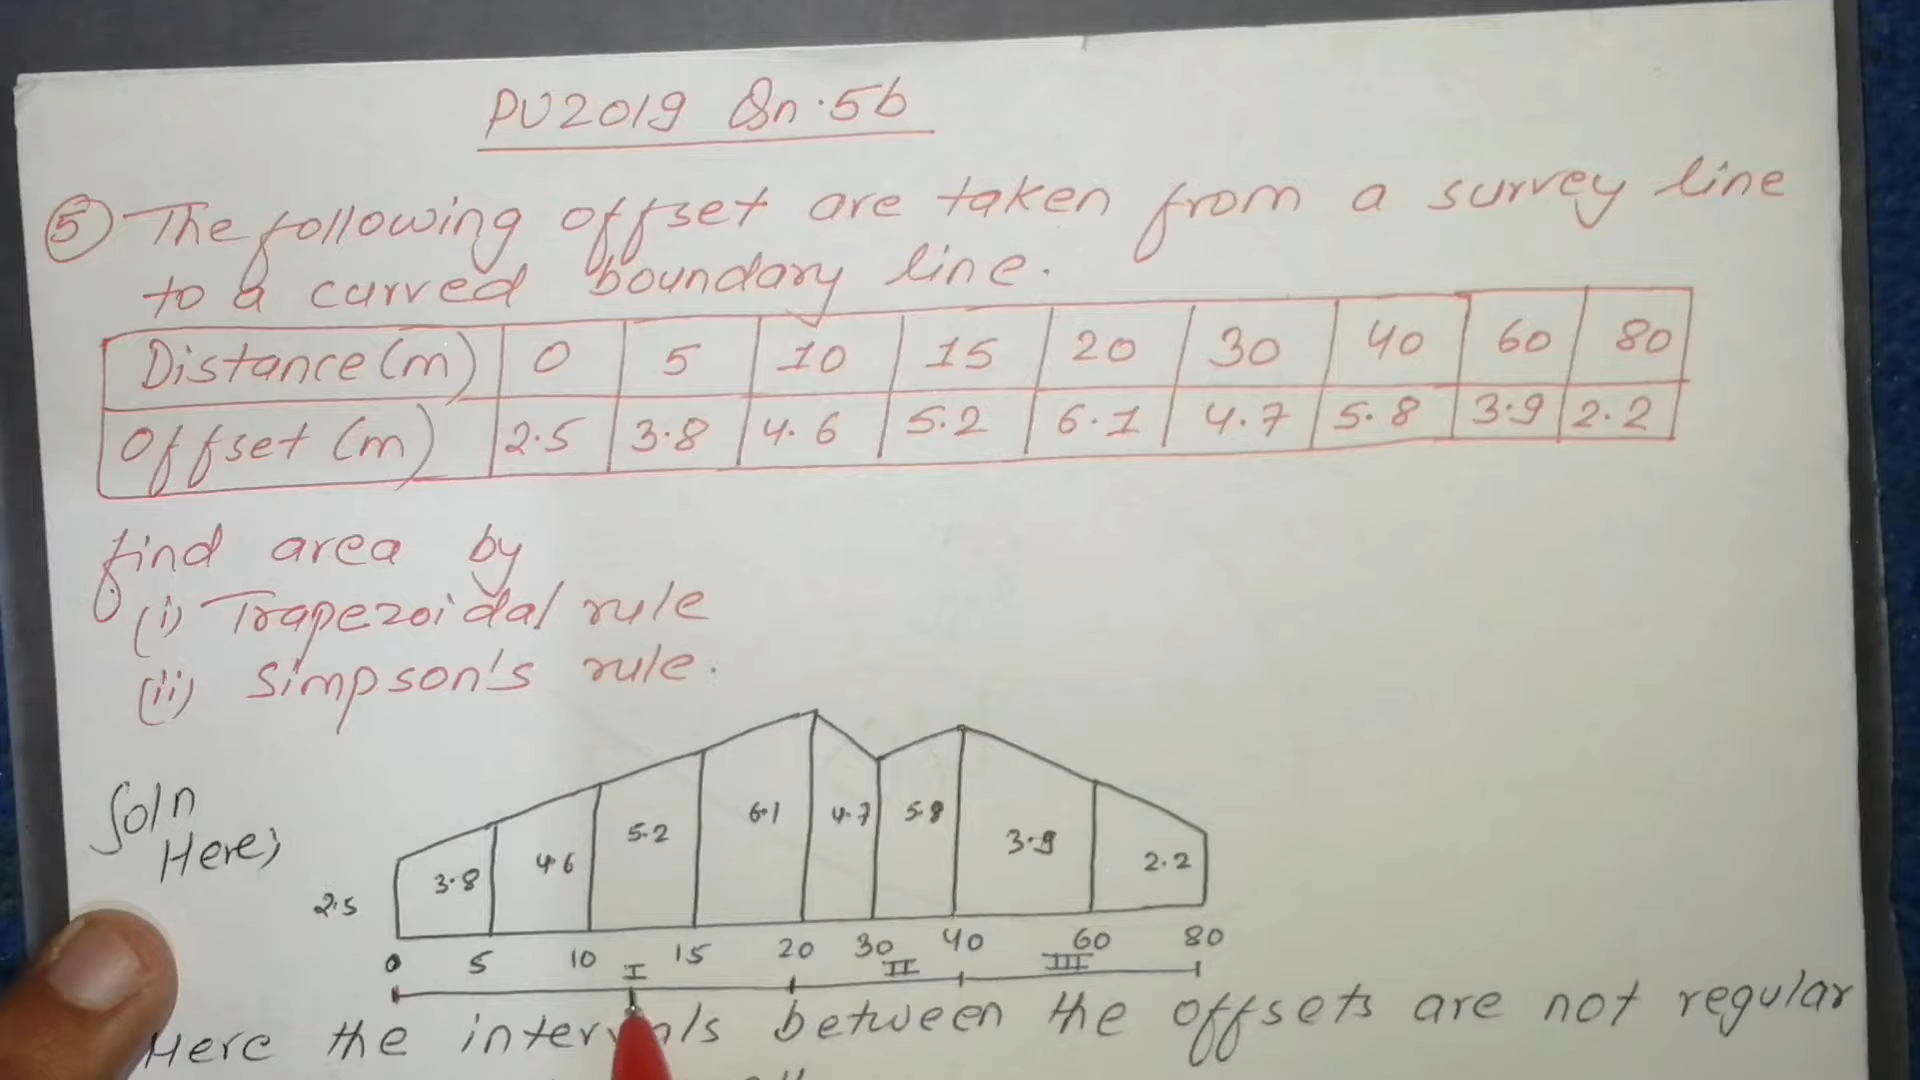 PU2019 Qn.5b
⑤ The following offset are taken from a survey line
to a curved boundary line.
Distance (m) 0 5 10 15 20 30 40 60 80
Offset (m) 2.5 3.8 4.6 5.2 6.1 4.7 5.8 3.9 2.2
find area by
(i) Trapezoidal rule
(ii) Simpson's rule.
Soln
Here;
2.5 3.8 4.6 5.2 6.1 4.7 5.8 3.9 2.2
0 5 10 15 20 30 40 60 80
I II III
Here the intervals between the offsets are not regular